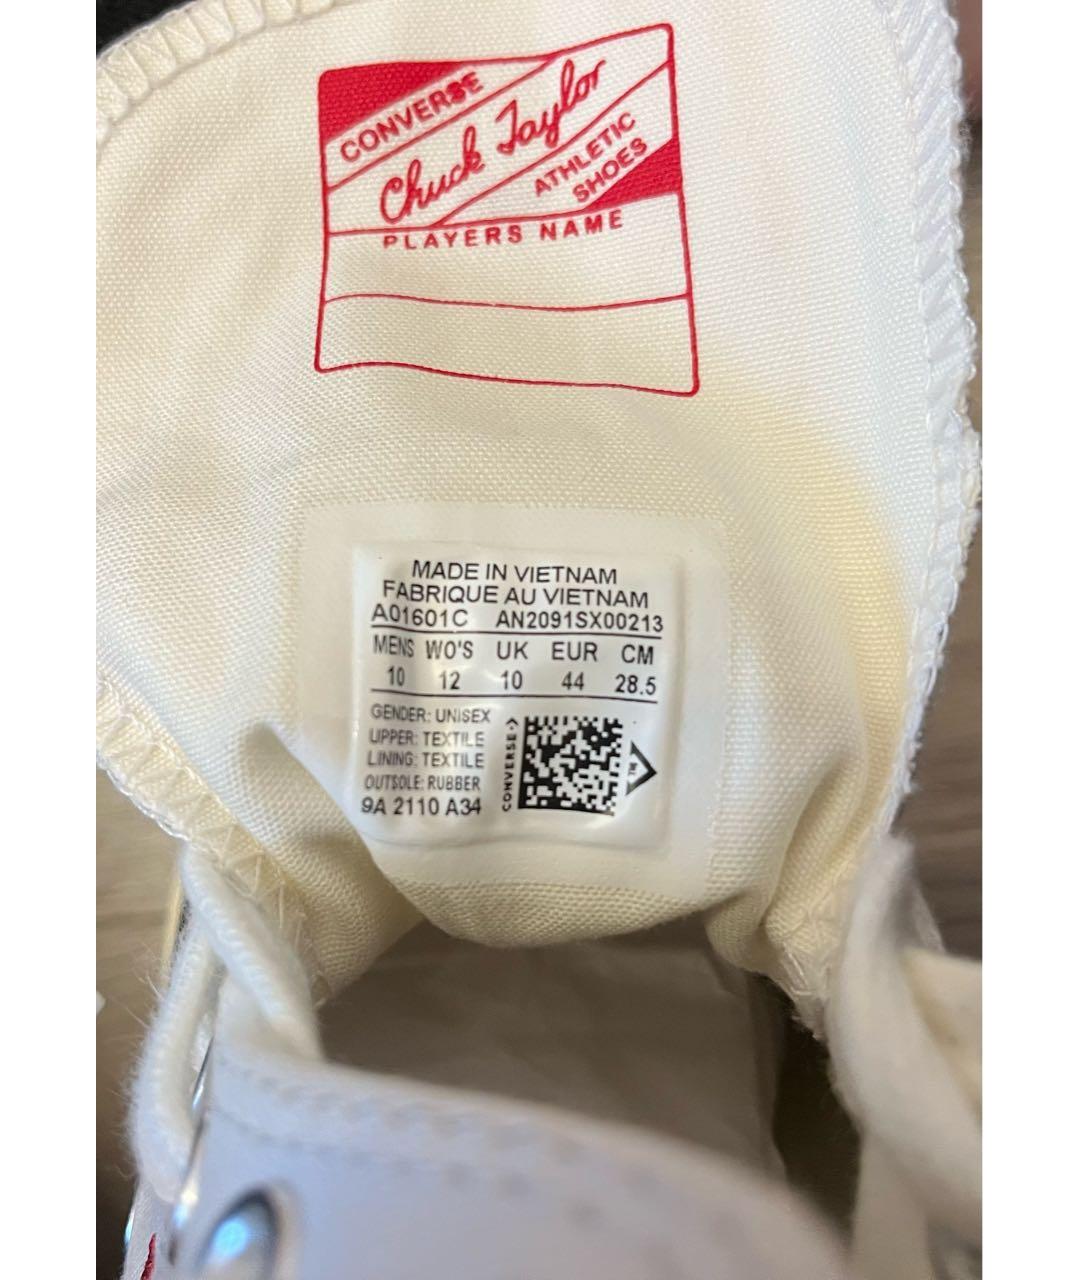 CONVERSE
Chuck Taylor
ATHLETIC
SHOES
PLAYERS NAME
MADE IN VIETNAM
FABRIQUE AU VIETNAM
A01601C AN2091SX00213
MENS WO'S UK EUR CM
10 12 10 44 28.5
GENDER: UNISEX
UPPER: TEXTILE
LINING: TEXTILE
OUTSOLE: RUBBER
9A 2110 A34
CONVERSE
TM